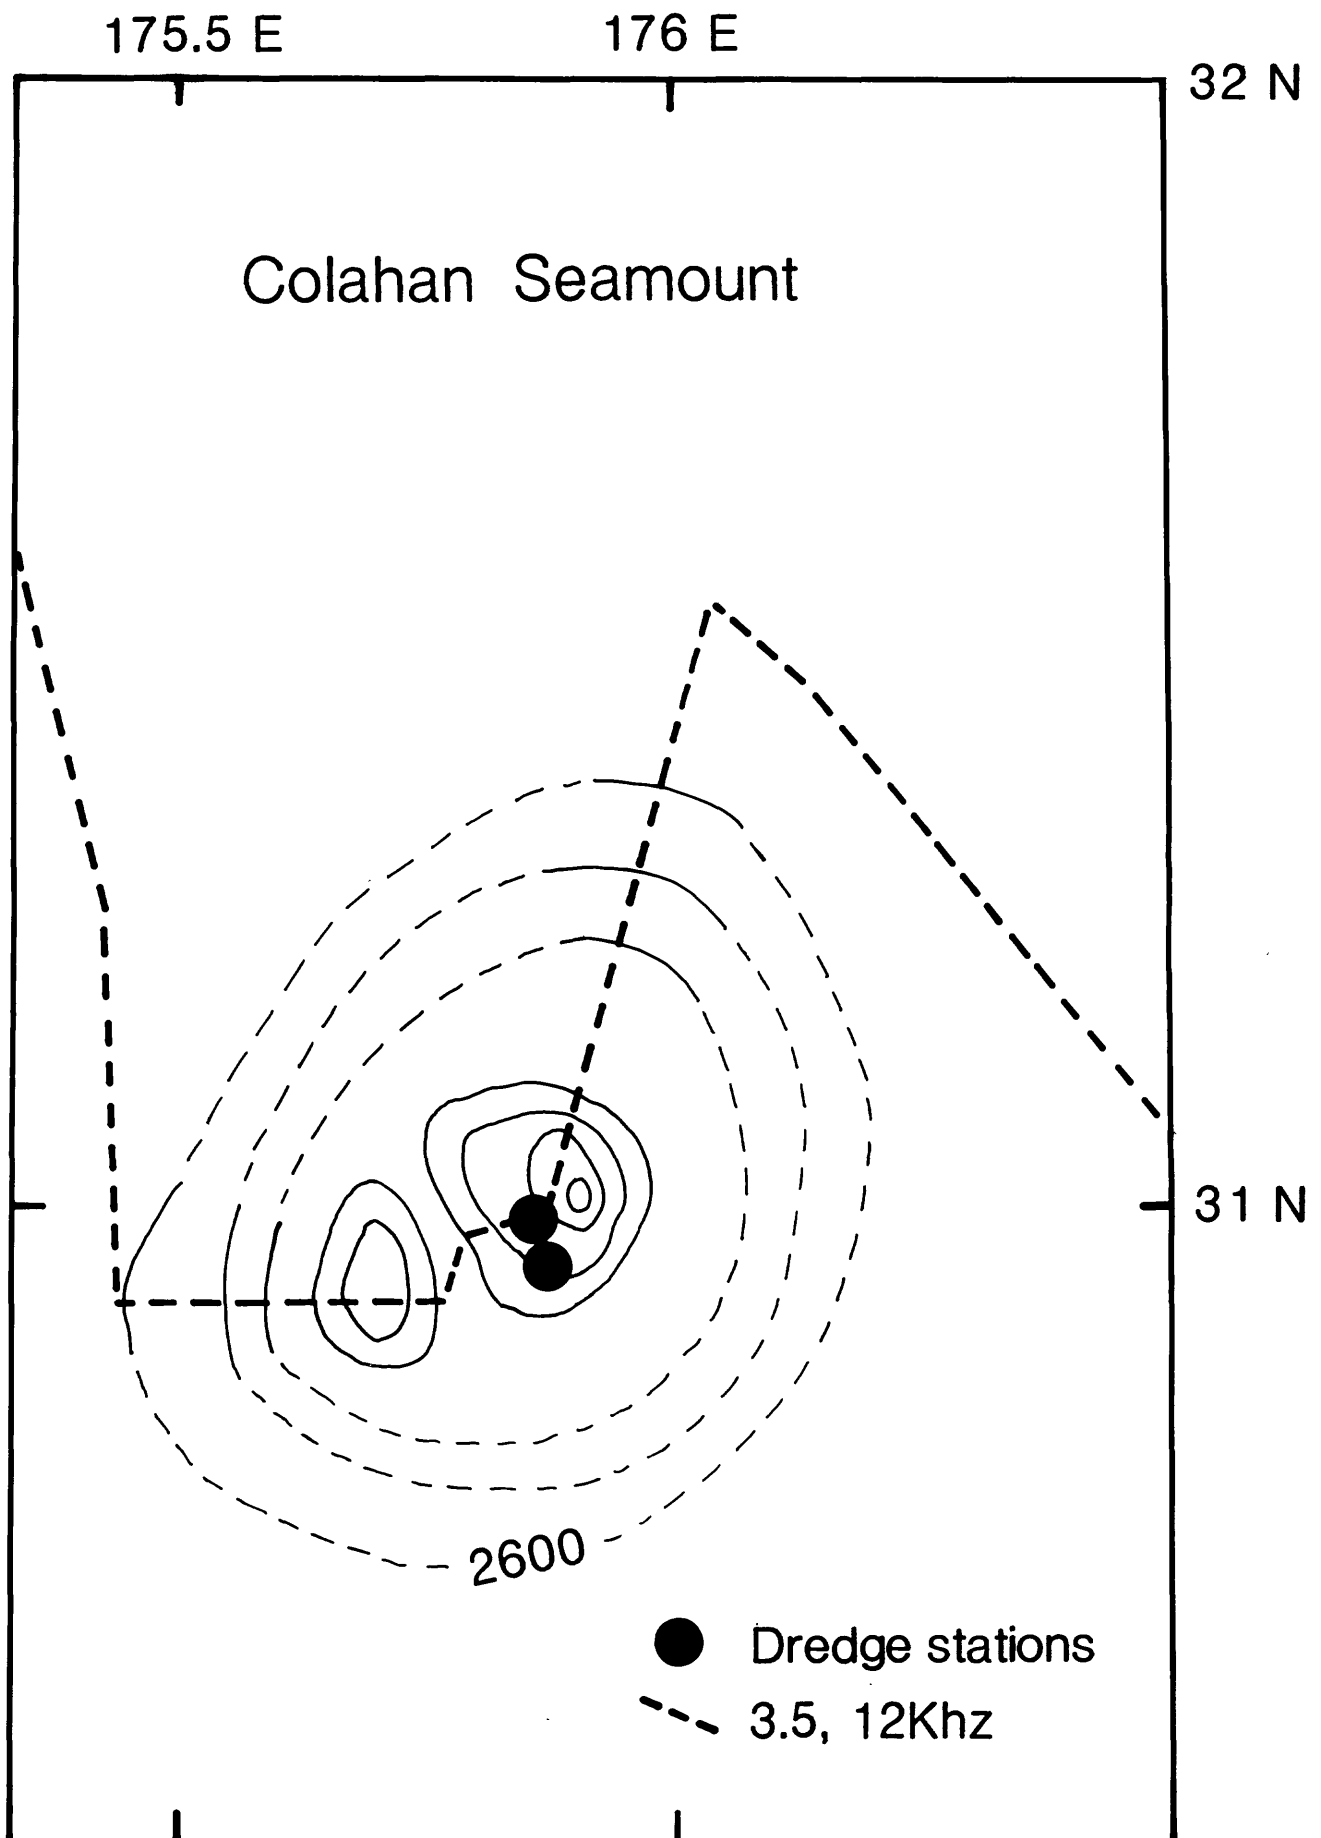 175.5 E 176 E
32 N
Colahan Seamount
31 N
2600
Dredge stations
3.5, 12Khz